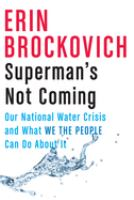 ERIN
BROCKOVICH
Superman's
Not Coming
Our National Water Crisis
and What WE THE PEOPLE
Can Do About It